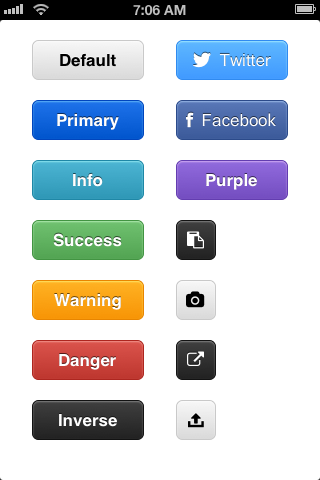 7:06 AM
Default
Twitter
Primary
Facebook
Info
Purple
Success
Warning
Danger
Inverse